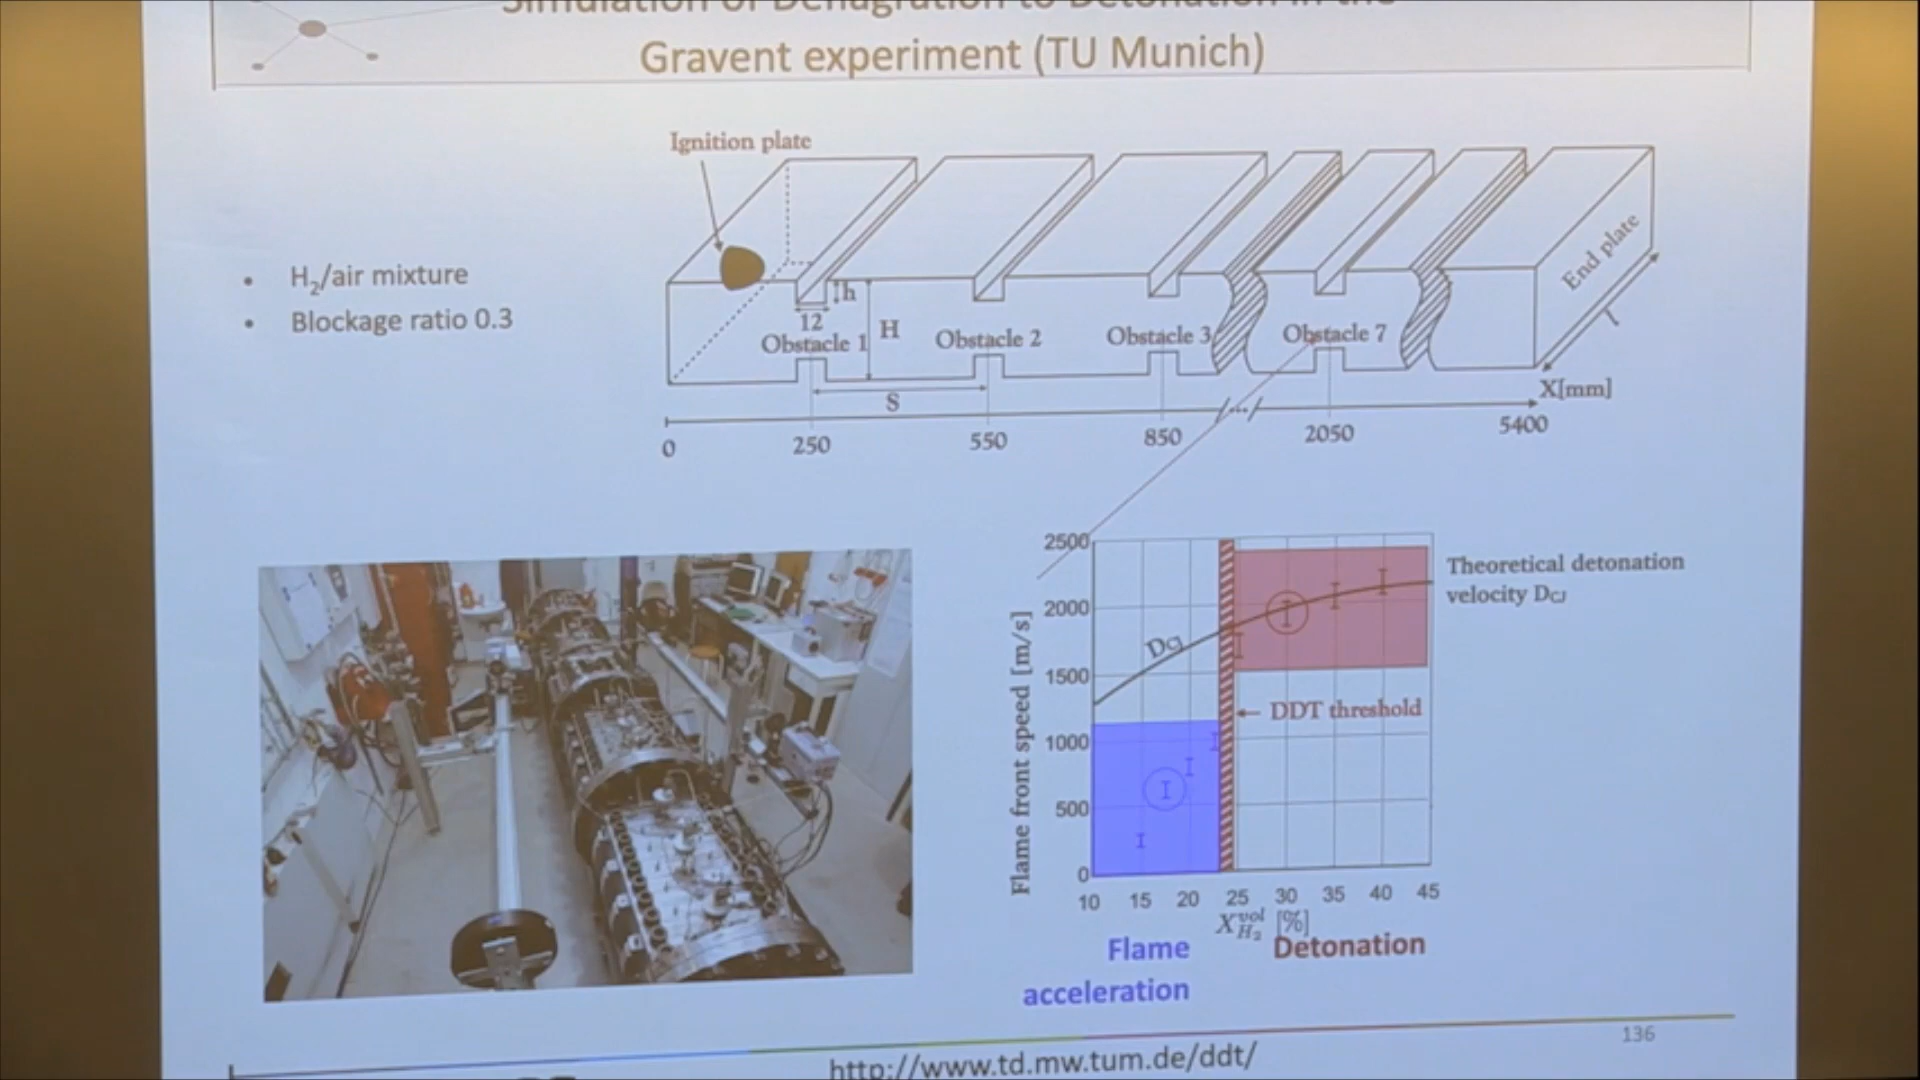 Simulation of Deflagration to Detonation in the
Gravent experiment (TU Munich)
Ignition plate
• H₂/air mixture
• Blockage ratio 0.3
h
12
H
Obstacle 1
Obstacle 2
Obstacle 3
Obstacle 7
End plate
L
S
X[mm]
0
250
550
850
...
2050
5400
Flame front speed [m/s]
2500
2000
1500
1000
500
0
D_CJ
DDT threshold
Theoretical detonation
velocity D_CJ
10 15 20 25 30 35 40 45
X_{H₂}^{vol} [%]
Flame
acceleration
Detonation
136
http://www.td.mw.tum.de/ddt/